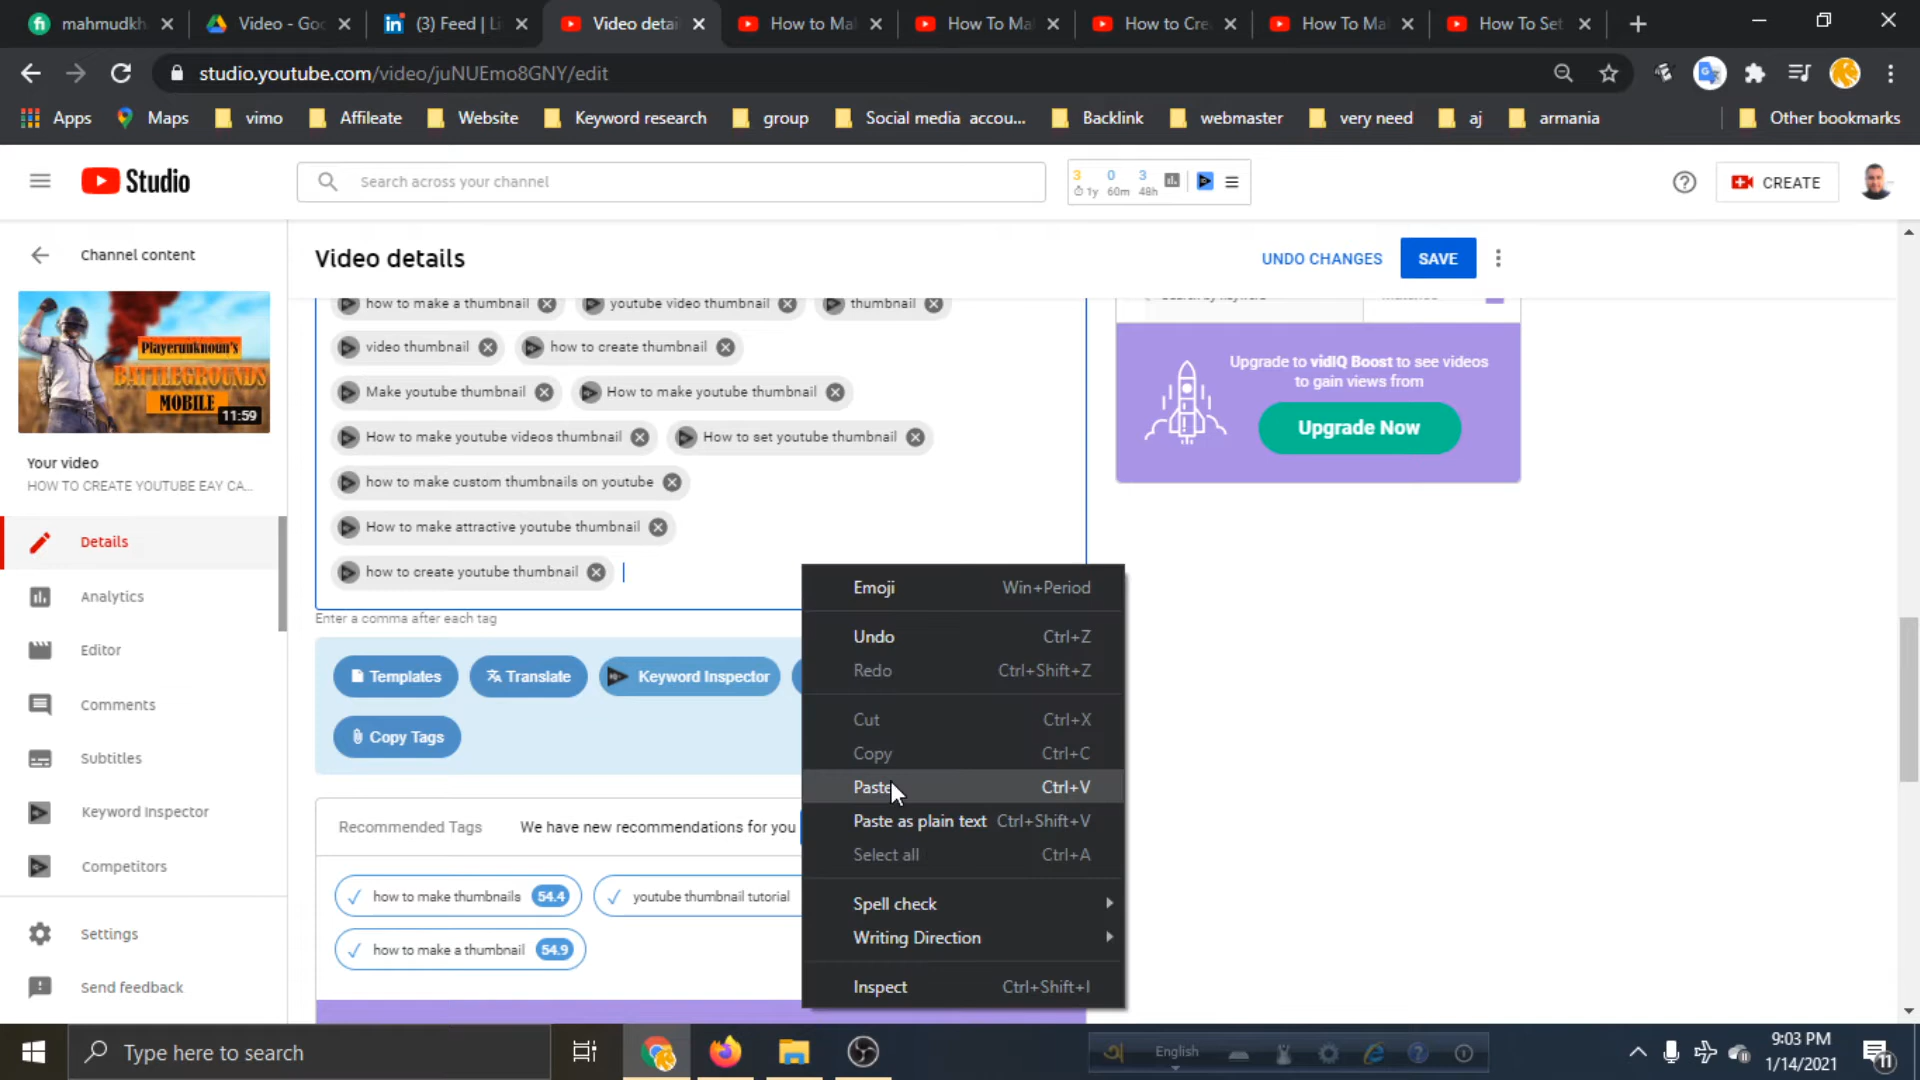 mahmudkh
Video - Goo
(3) Feed | Li
Video detai
How to Ma
How To Ma
How to Cre
How To Ma
How To Set
studio.youtube.com/video/juNUEmo8GNY/edit
Apps
Maps
vimo
Affileate
Website
Keyword research
group
Social media accou...
Backlink
webmaster
very need
aj
armania
Other bookmarks
Studio
Search across your channel
3 0 3
1y 60m 48h
CREATE
Channel content
Video details
UNDO CHANGES
SAVE
Playerunknoun's
BATTLEGROUNDS
MOBILE
11:59
Your video
HOW TO CREATE YOUTUBE EAY CA...
Details
Analytics
Editor
Comments
Subtitles
Keyword Inspector
Competitors
Settings
Send feedback
how to make a thumbnail
youtube video thumbnail
thumbnail
video thumbnail
how to create thumbnail
Make youtube thumbnail
How to make youtube thumbnail
How to make youtube videos thumbnail
How to set youtube thumbnail
how to make custom thumbnails on youtube
How to make attractive youtube thumbnail
how to create youtube thumbnail
Enter a comma after each tag
Templates
Translate
Keyword Inspector
Copy Tags
Recommended Tags
We have new recommendations for you
how to make thumbnails 54.4
youtube thumbnail tutorial
how to make a thumbnail 54.9
Upgrade to vidIQ Boost to see videos
to gain views from
Upgrade Now
Emoji Win+Period
Undo Ctrl+Z
Redo Ctrl+Shift+Z
Cut Ctrl+X
Copy Ctrl+C
Paste Ctrl+V
Paste as plain text Ctrl+Shift+V
Select all Ctrl+A
Spell check
Writing Direction
Inspect Ctrl+Shift+I
Type here to search
English
9:03 PM
1/14/2021
11